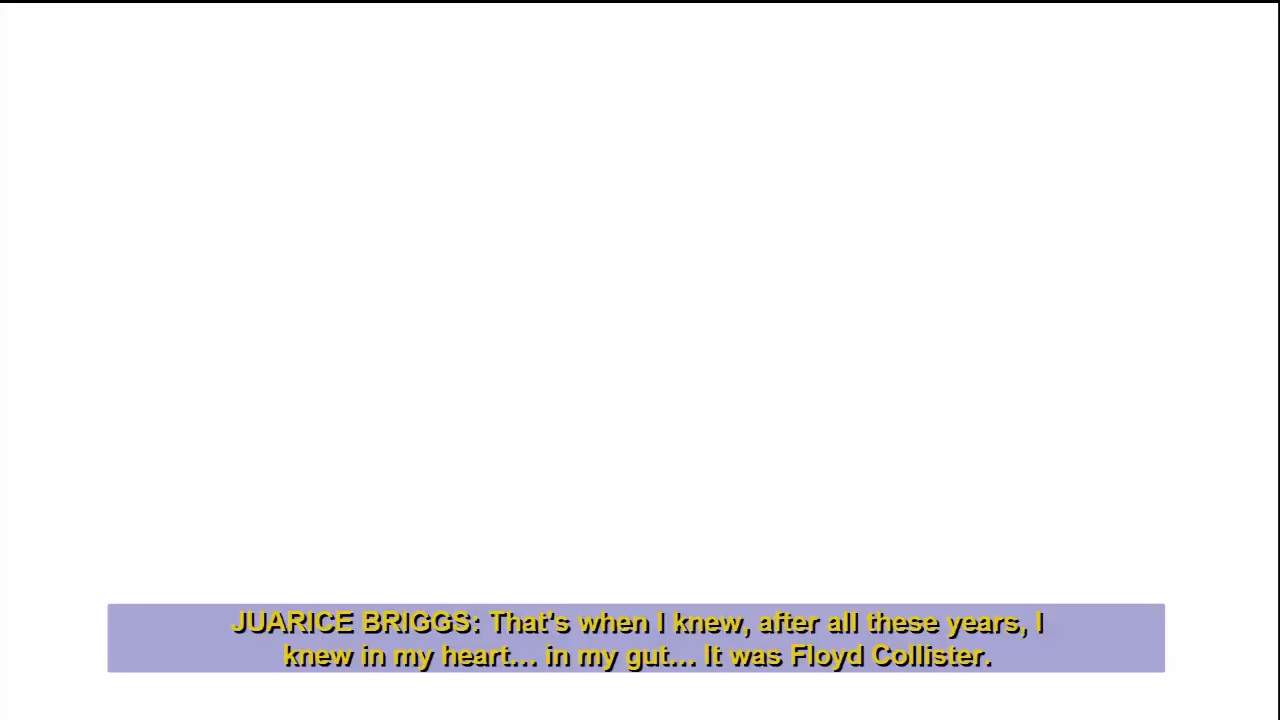 JUARICE BRIGGS: That's when I knew, after all these years, I
knew in my heart... in my gut... It was Floyd Collister.